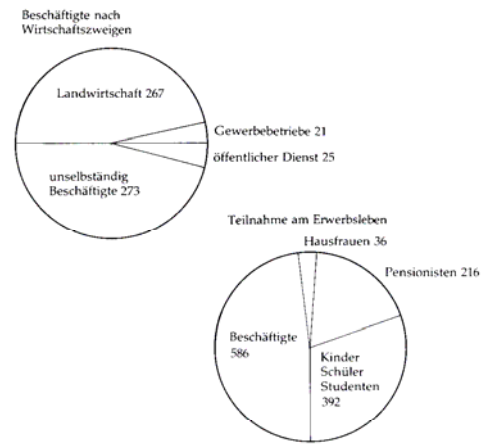 Beschäftigte nach
Wirtschaftszweigen
Landwirtschaft 267
Gewerbebetriebe 21
öffentlicher Dienst 25
unselbständig
Beschäftigte 273
Teilnahme am Erwerbsleben
Hausfrauen 36
Pensionisten 216
Beschäftigte
586
Kinder
Schüler
Studenten
392